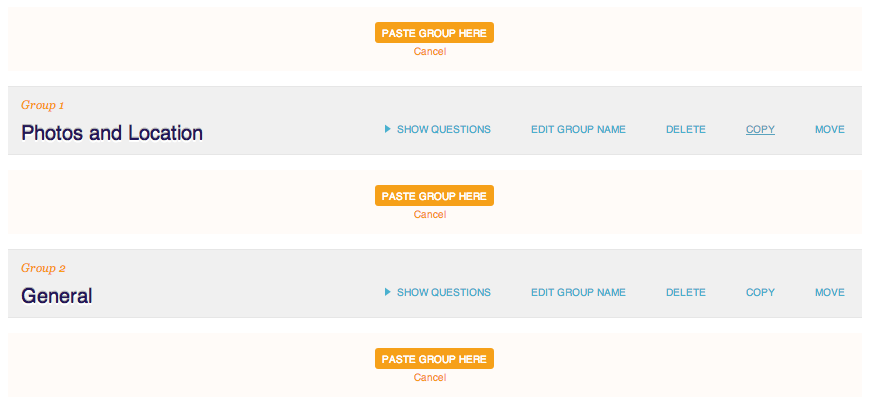 PASTE GROUP HERE
Cancel
Group 1
Photos and Location
SHOW QUESTIONS EDIT GROUP NAME DELETE COPY MOVE
PASTE GROUP HERE
Cancel
Group 2
General
SHOW QUESTIONS EDIT GROUP NAME DELETE COPY MOVE
PASTE GROUP HERE
Cancel